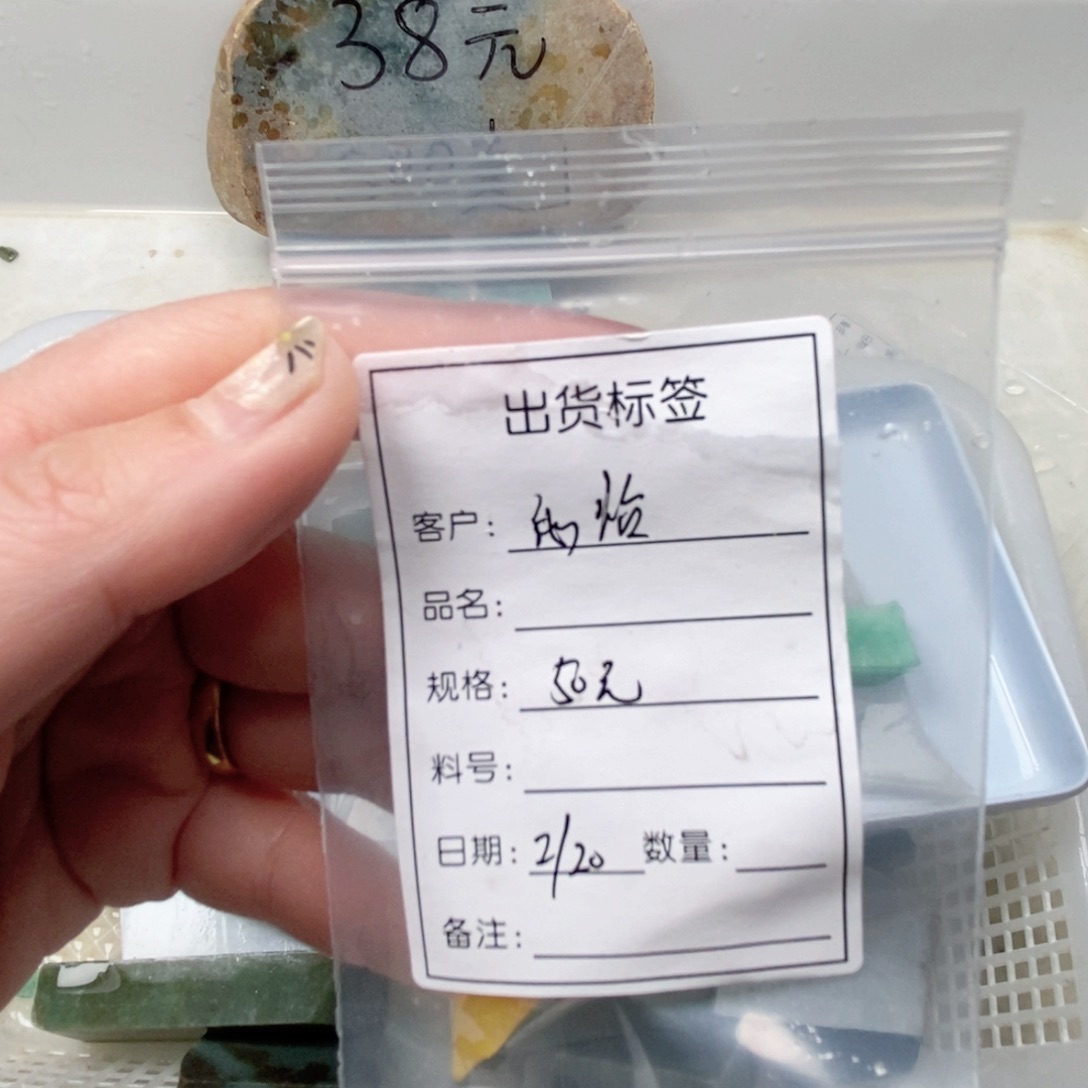 38元
出货标签
客户: 怡
品名:
规格: 50元
料号:
日期: 2/20 数量:
备注: